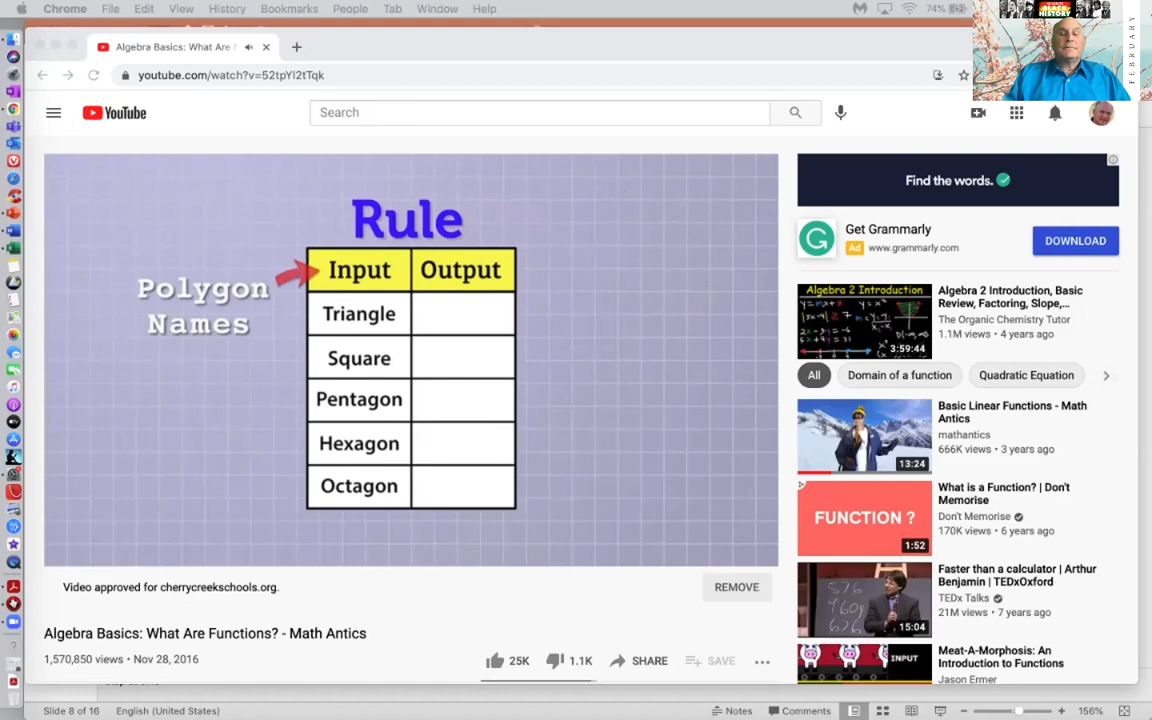 Chrome File Edit View History Bookmarks People Tab Window Help
74%
BLACK HISTORY
FEBRUARY
Algebra Basics: What Are F
youtube.com/watch?v=52tpYl2tTqk
YouTube
Search
Rule
Polygon
Names
Input Output
Triangle
Square
Pentagon
Hexagon
Octagon
Video approved for cherrycreekschools.org.
REMOVE
Algebra Basics: What Are Functions? - Math Antics
1,570,850 views • Nov 28, 2016
25K 1.1K SHARE SAVE
Find the words.
Get Grammarly
Ad www.grammarly.com
DOWNLOAD
Algebra 2 Introduction
3:59:44
Algebra 2 Introduction, Basic
Review, Factoring, Slope,...
The Organic Chemistry Tutor
1.1M views • 4 years ago
All Domain of a function Quadratic Equation
13:24
Basic Linear Functions - Math
Antics
mathantics
666K views • 3 years ago
FUNCTION ?
1:52
What is a Function? | Don't
Memorise
Don't Memorise
170K views • 6 years ago
15:04
Faster than a calculator | Arthur
Benjamin | TEDxOxford
TEDx Talks
21M views • 7 years ago
INPUT
Meat-A-Morphosis: An
Introduction to Functions
Jason Ermer
Slide 8 of 16 English (United States)
Notes Comments 156%